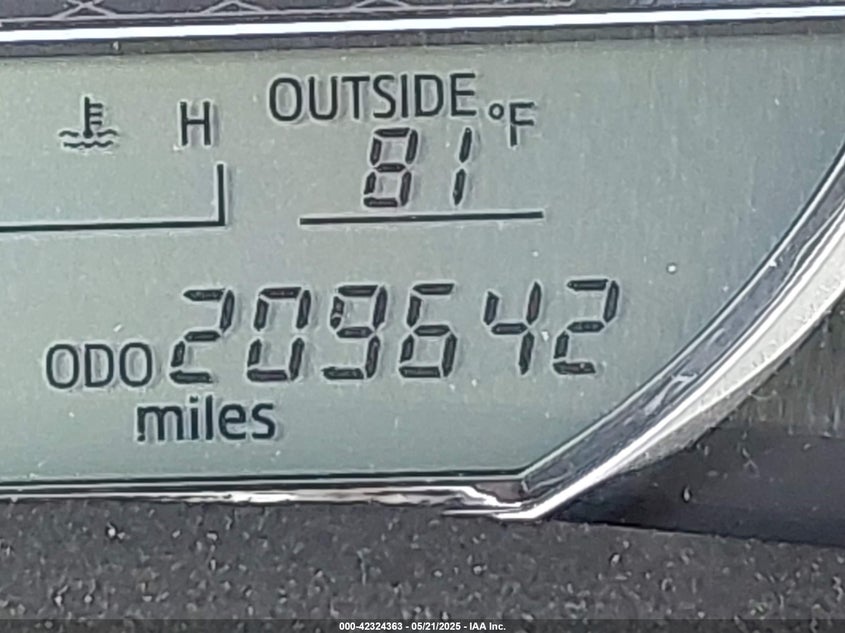 H OUTSIDE °F
81
ODO 209642
miles
000-42324363 - 05/21/2025 - IAA Inc.